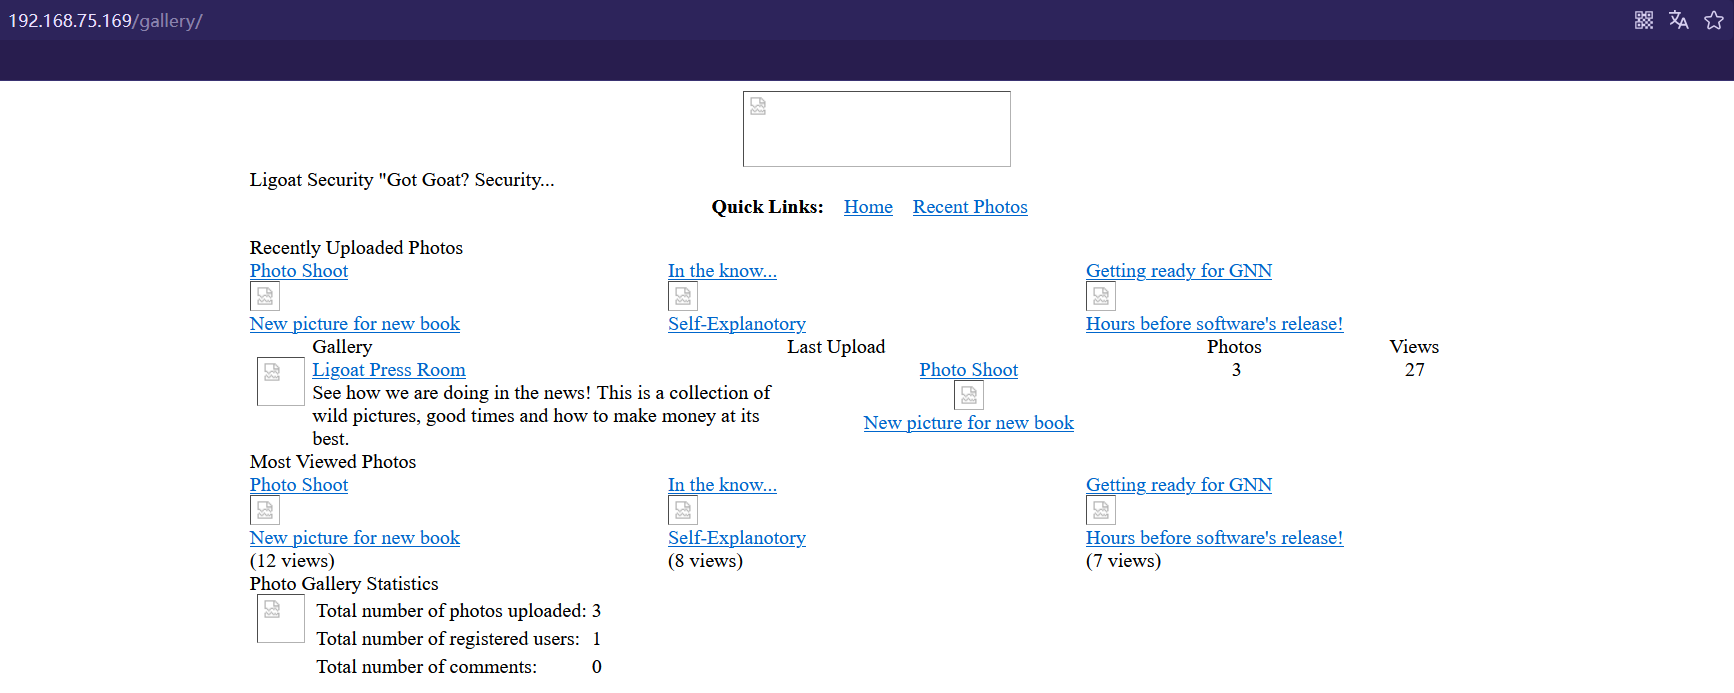 192.168.75.169/gallery/
Ligoat Security "Got Goat? Security...
Quick Links: Home Recent Photos
Recently Uploaded Photos
Photo Shoot In the know... Getting ready for GNN
New picture for new book Self-Explanotory Hours before software's release!
Gallery Last Upload Photos Views
Ligoat Press Room Photo Shoot 3 27
See how we are doing in the news! This is a collection of
wild pictures, good times and how to make money at its
best.
New picture for new book
Most Viewed Photos
Photo Shoot In the know... Getting ready for GNN
New picture for new book Self-Explanotory Hours before software's release!
(12 views) (8 views) (7 views)
Photo Gallery Statistics
Total number of photos uploaded: 3
Total number of registered users: 1
Total number of comments: 0